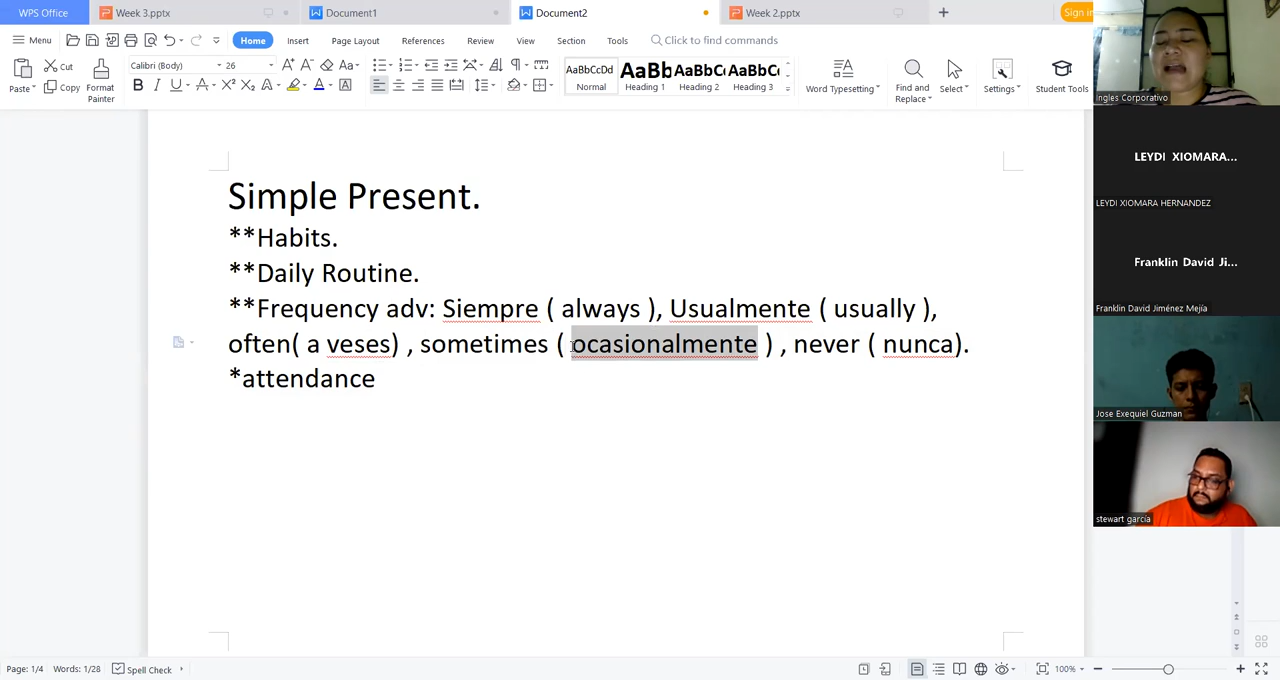 WPS Office
Week 3.pptx
Document1
Document2
Week 2.pptx
Sign in
Menu
Home
Insert
Page Layout
References
Review
View
Section
Tools
Click to find commands
Paste
Cut
Copy
Format Painter
Calibri (Body)
26
AaBbCcDd
Normal
AaBb
Heading 1
AaBbCc
Heading 2
AaBbCc
Heading 3
Word Typesetting
Find and Replace
Select
Settings
Student Tools
Simple Present.
**Habits.
**Daily Routine.
**Frequency adv: Siempre ( always ), Usualmente ( usually ),
often( a veses) , sometimes ( ocasionalmente ) , never ( nunca).
*attendance
Ingles Corporativo
LEYDI XIOMARA...
LEYDI XIOMARA HERNANDEZ
Franklin David Ji...
Franklin David Jiménez Mejía
Jose Exequiel Guzman
stewart garcia
Page: 1/4
Words: 1/28
Spell Check
100%